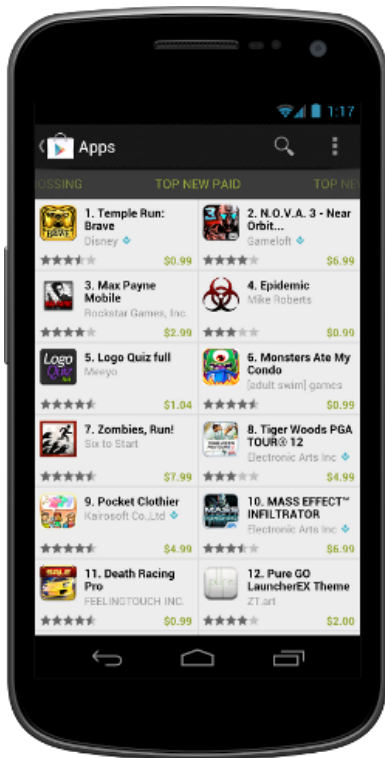 1:17
Apps
OSSING TOP NEW PAID TOP NE
1. Temple Run:
Brave
Disney
$0.99
2. N.O.V.A. 3 - Near
Orbit...
Gameloft
$6.99
3. Max Payne
Mobile
Rockstar Games, Inc.
$2.99
4. Epidemic
Mike Roberts
$0.99
5. Logo Quiz full
Meeyo
$1.04
6. Monsters Ate My
Condo
[adult swim] games
$0.99
7. Zombies, Run!
Six to Start
$7.99
8. Tiger Woods PGA
TOUR® 12
Electronic Arts Inc
$4.99
9. Pocket Clothier
Kairosoft Co.,Ltd
$4.99
10. MASS EFFECT™
INFILTRATOR
Electronic Arts Inc
$6.99
11. Death Racing
Pro
FEELINGTOUCH INC.
$0.99
12. Pure GO
LauncherEX Theme
ZT.art
$2.00
BRAVE
Logo
Quiz
MASS